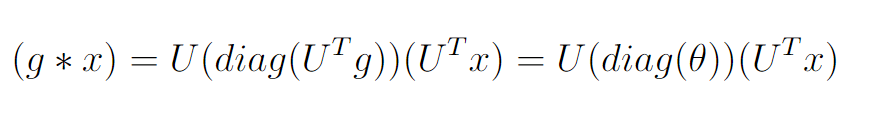 (g * x) = U(diag(U^T g))(U^T x) = U(diag(θ))(U^T x)